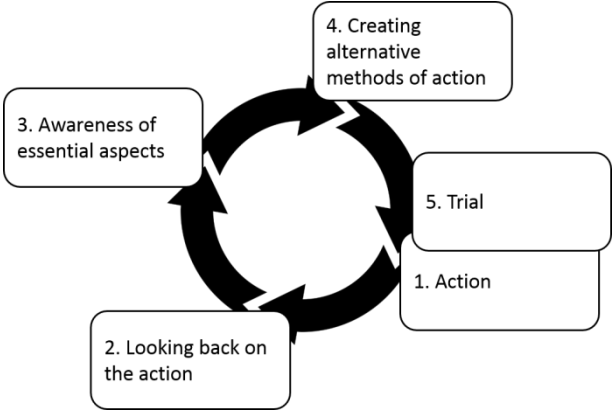 4. Creating
alternative
methods of action
3. Awareness of
essential aspects
5. Trial
1. Action
2. Looking back on
the action